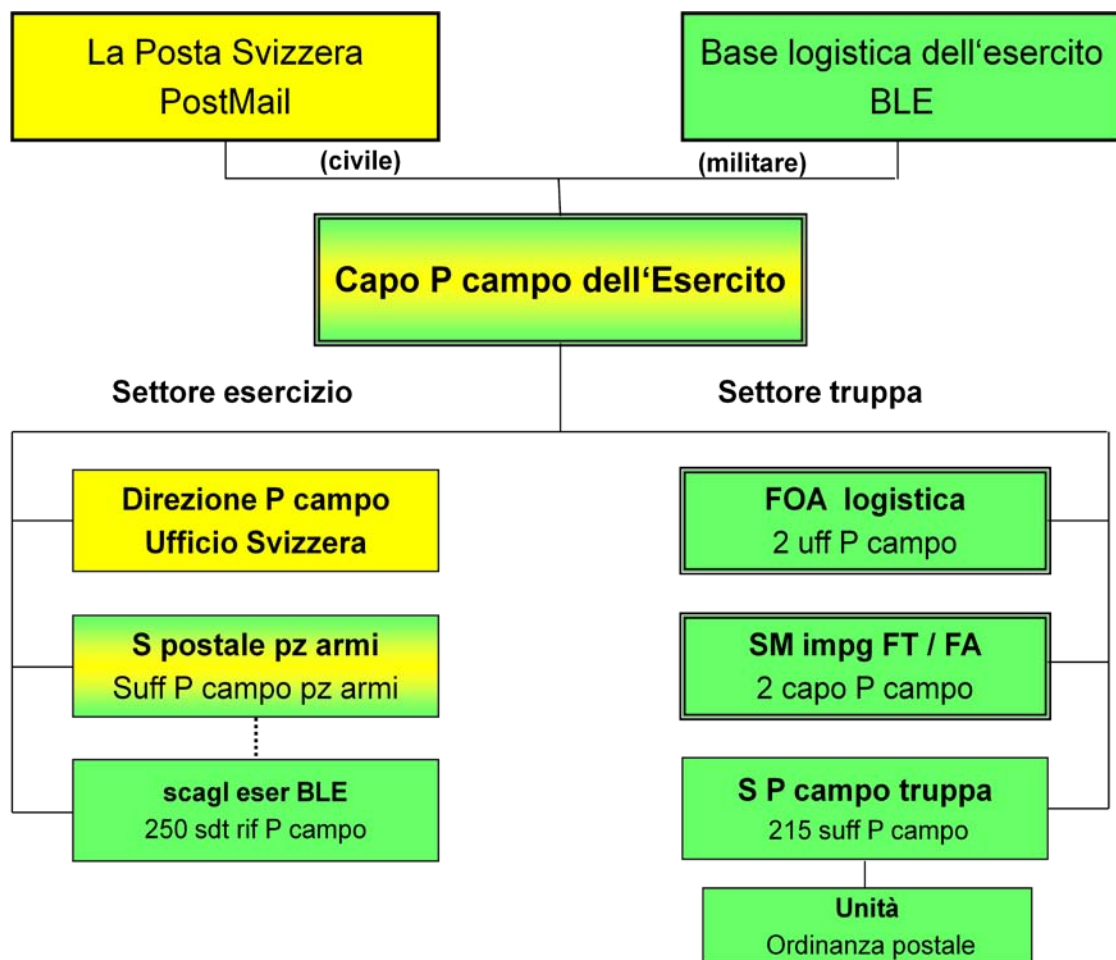 La Posta Svizzera
PostMail
Base logistica dell‘esercito
BLE
(civile)
(militare)
Capo P campo dell‘Esercito
Settore esercizio
Settore truppa
Direzione P campo
Ufficio Svizzera
FOA logistica
2 uff P campo
S postale pz armi
Suff P campo pz armi
SM impg FT / FA
2 capo P campo
scagl eser BLE
250 sdt rif P campo
S P campo truppa
215 suff P campo
Unità
Ordinanza postale